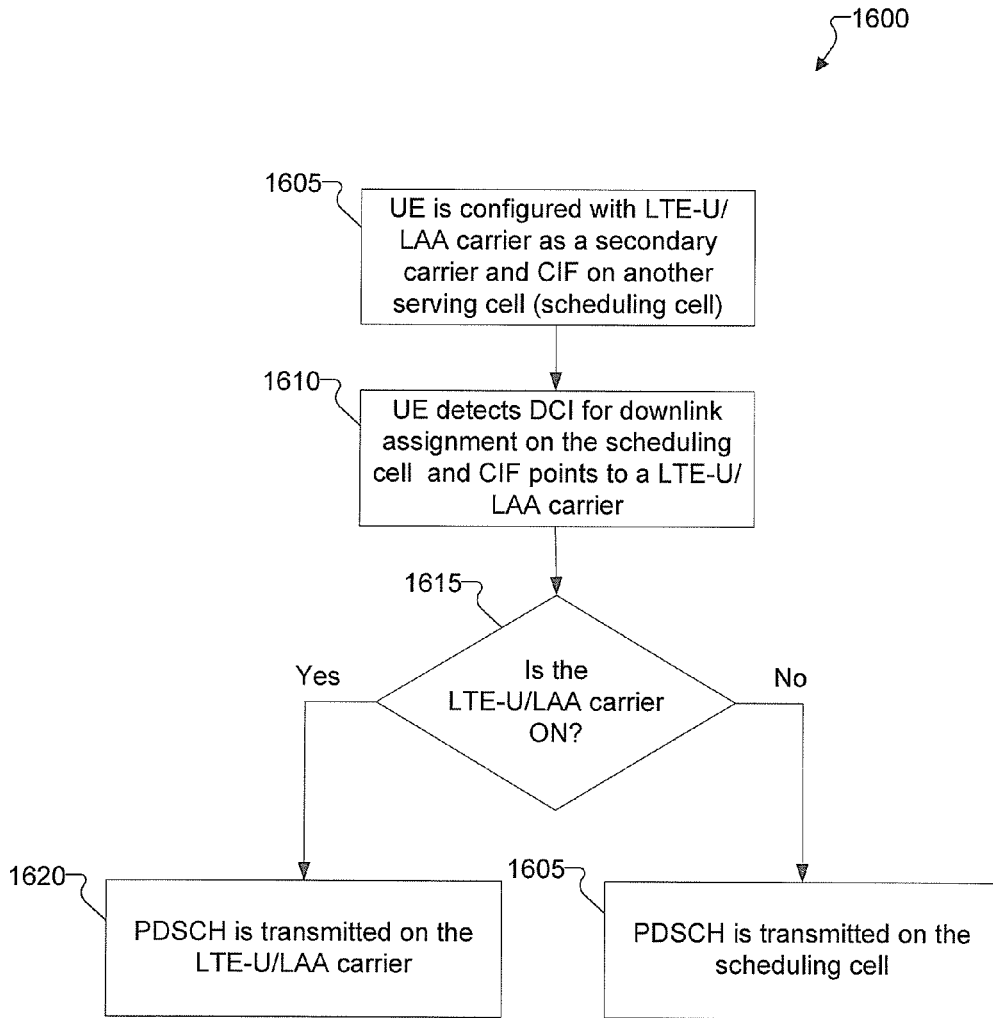 1600
1605
UE is configured with LTE-U/
LAA carrier as a secondary
carrier and CIF on another
serving cell (scheduling cell)
1610
UE detects DCI for downlink
assignment on the scheduling
cell and CIF points to a LTE-U/
LAA carrier
1615
Is the
LTE-U/LAA carrier
ON?
Yes
No
1620
PDSCH is transmitted on the
LTE-U/LAA carrier
1605
PDSCH is transmitted on the
scheduling cell